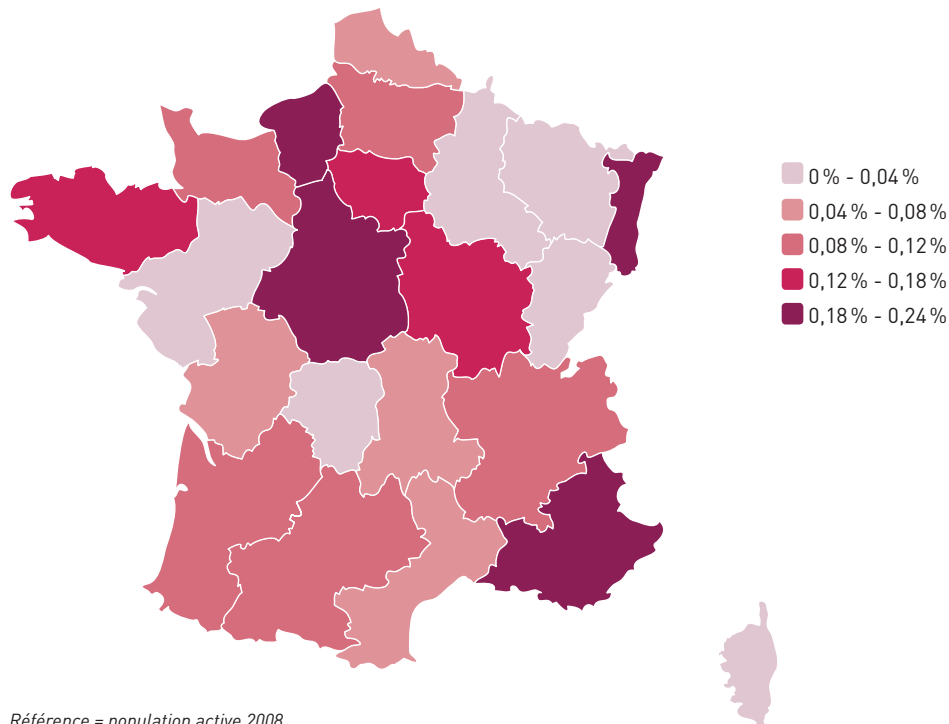 0 % - 0,04 %
0,04 % - 0,08 %
0,08 % - 0,12 %
0,12 % - 0,18 %
0,18 % - 0,24 %
Référence = population active 2008